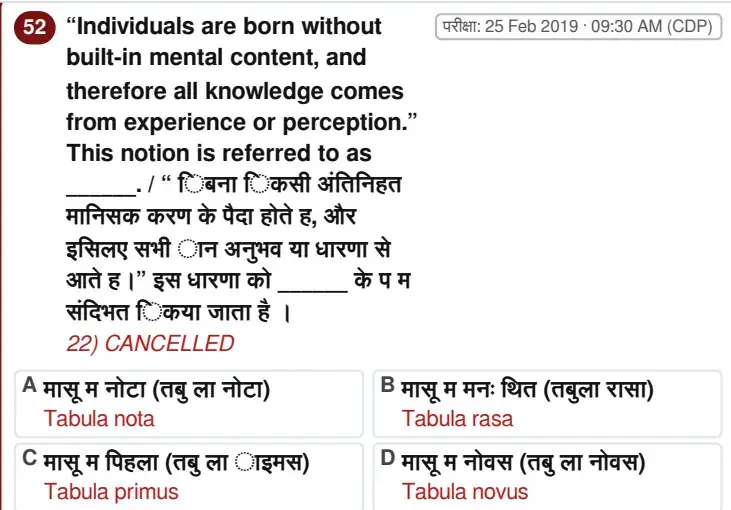 52 “Individuals are born without
परीक्षा: 25 Feb 2019 · 09:30 AM (CDP)
built-in mental content, and
therefore all knowledge comes
from experience or perception.”
This notion is referred to as
______. / “ िबना िकसी अंतिनिहत
मानिसक करण के पैदा होते ह, और
इसिलए सभी ान अनुभव या धारणा से
आते ह।” इस धारणा को ______ के प म
संदिभत िकया जाता है ।
22) CANCELLED
A मासू म नोटा (तबु ला नोटा)
Tabula nota
B मासू म मनः िथत (तबुला रासा)
Tabula rasa
C मासू म पिहला (तबु ला ाइमस)
Tabula primus
D मासू म नोवस (तबु ला नोवस)
Tabula novus